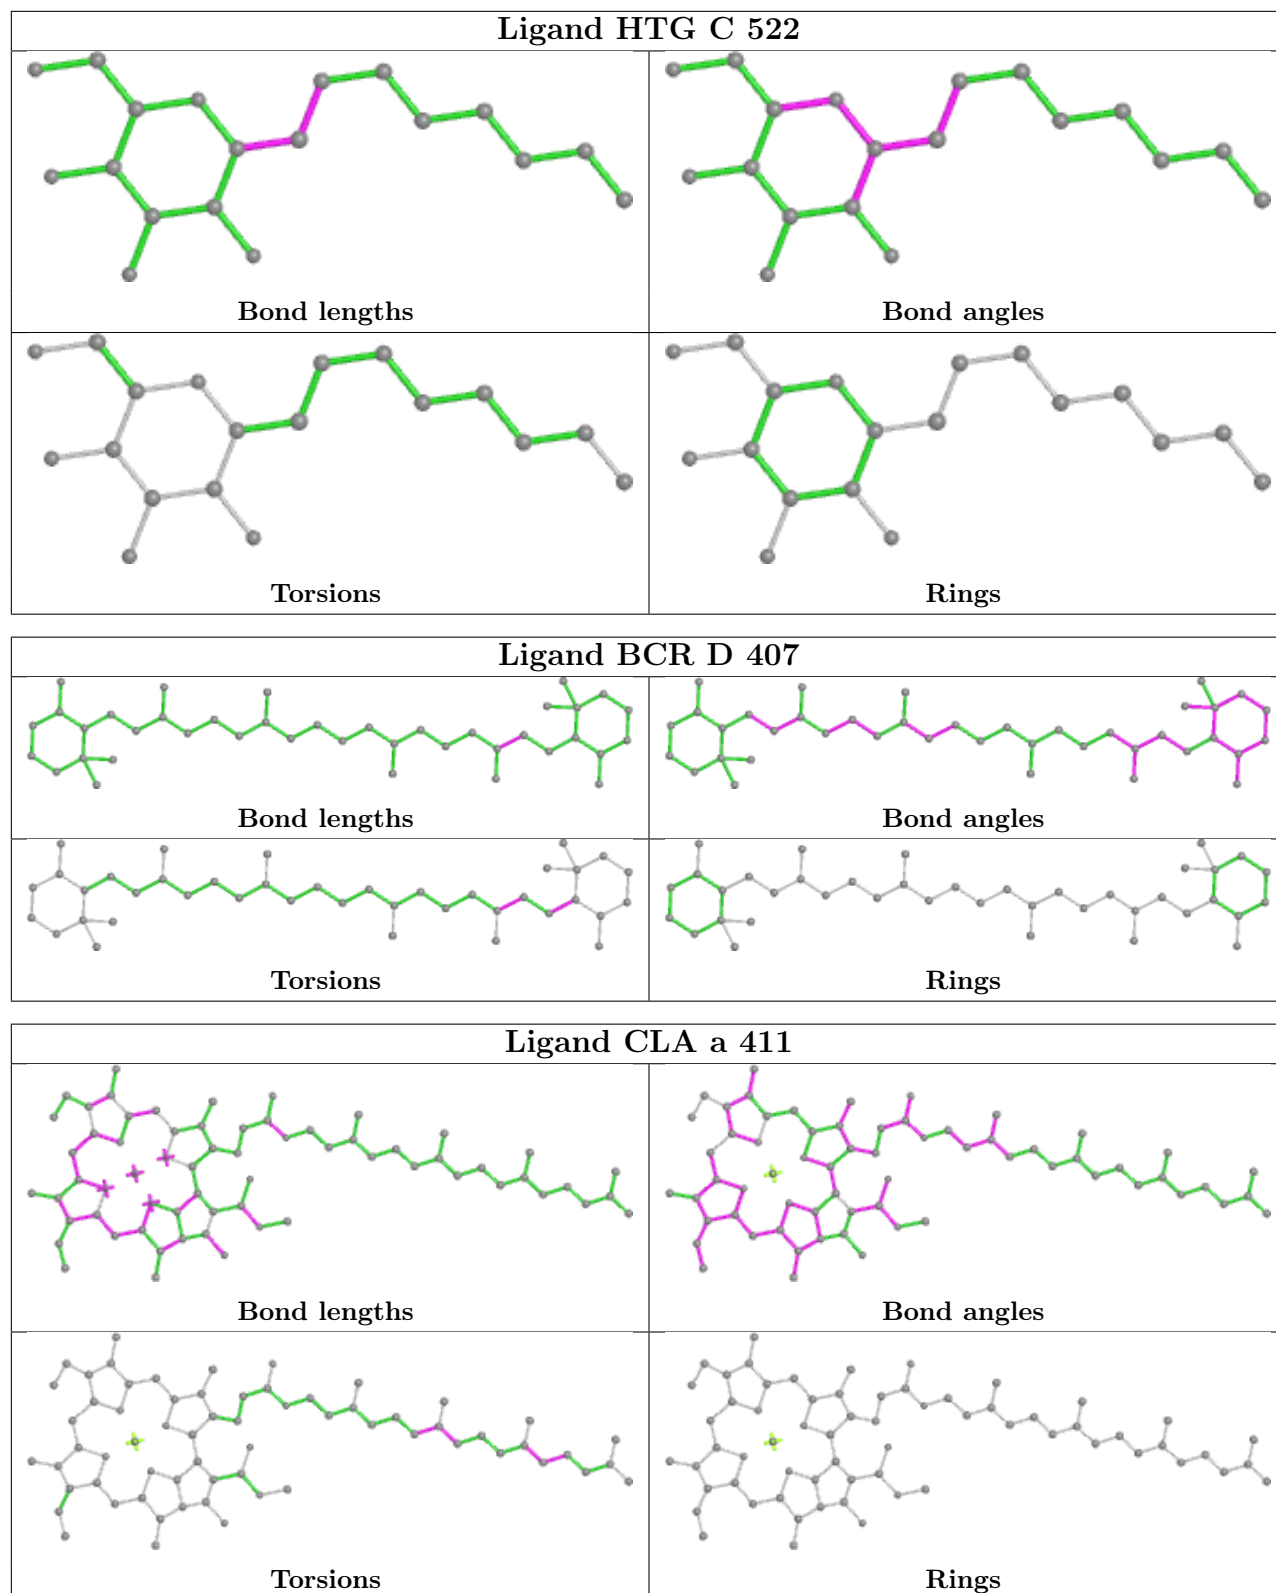 Ligand HTG C 522
Bond lengths
Bond angles
Torsions
Rings
Ligand BCR D 407
Bond lengths
Bond angles
Torsions
Rings
Ligand CLA a 411
Bond lengths
Bond angles
Torsions
Rings